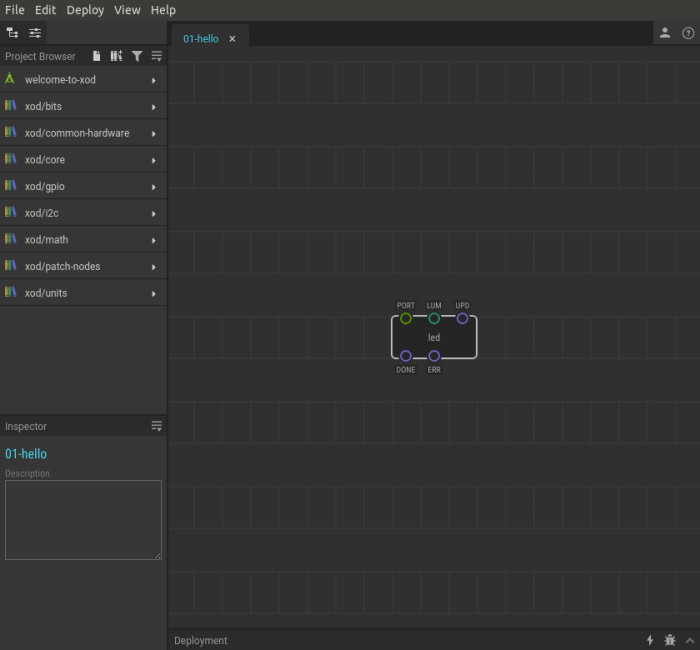 File Edit Deploy View Help
01-hello
Project Browser
welcome-to-xod
xod/bits
xod/common-hardware
xod/core
xod/gpio
xod/i2c
xod/math
xod/patch-nodes
xod/units
PORT LUM UPD
led
DONE ERR
Inspector
01-hello
Description
Deployment